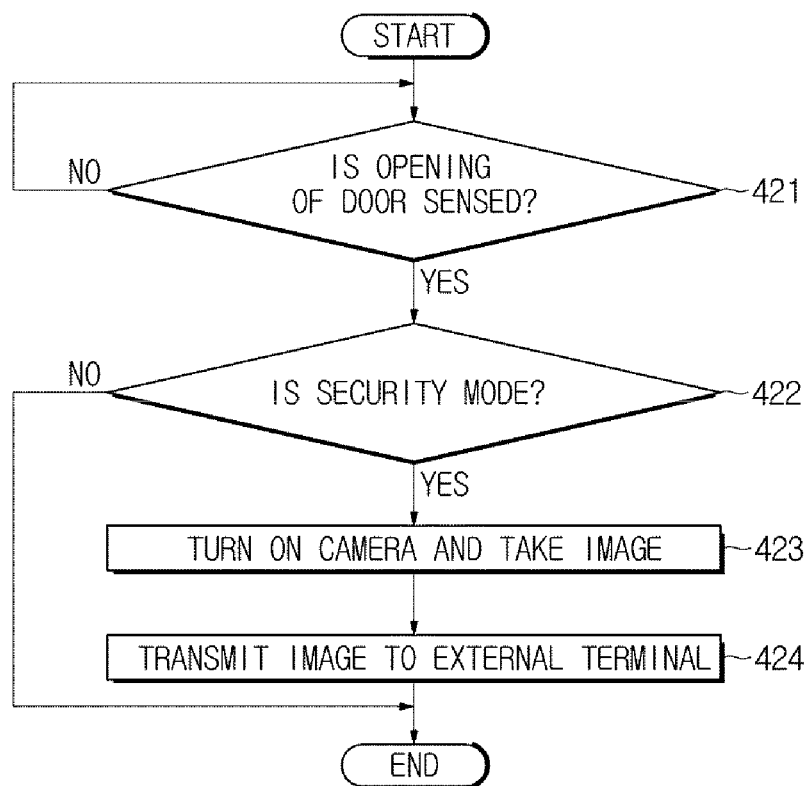 START
IS OPENING
OF DOOR SENSED?
NO
421
YES
NO
IS SECURITY MODE?
422
YES
TURN ON CAMERA AND TAKE IMAGE
423
TRANSMIT IMAGE TO EXTERNAL TERMINAL
424
END